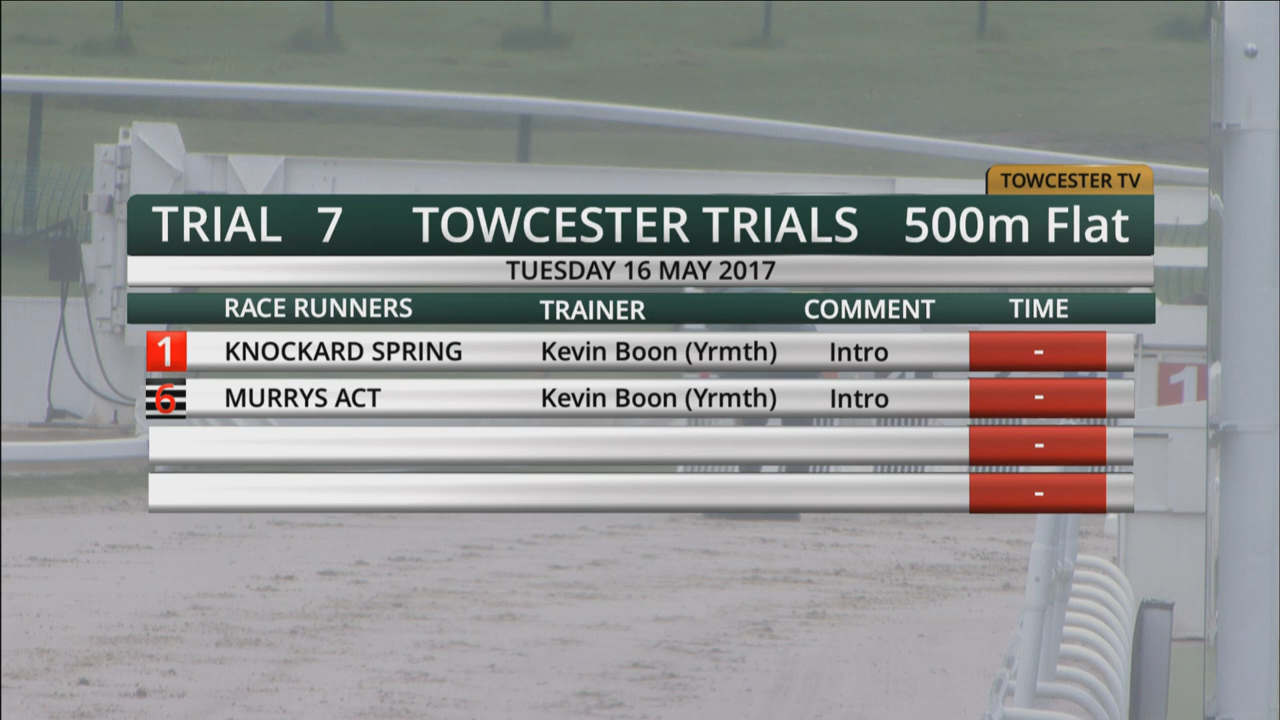 TOWCESTER TV
TRIAL 7 TOWCESTER TRIALS 500m Flat
TUESDAY 16 MAY 2017
RACE RUNNERS TRAINER COMMENT TIME
1 KNOCKARD SPRING Kevin Boon (Yrmth) Intro -
6 MURRYS ACT Kevin Boon (Yrmth) Intro -
-
-
1